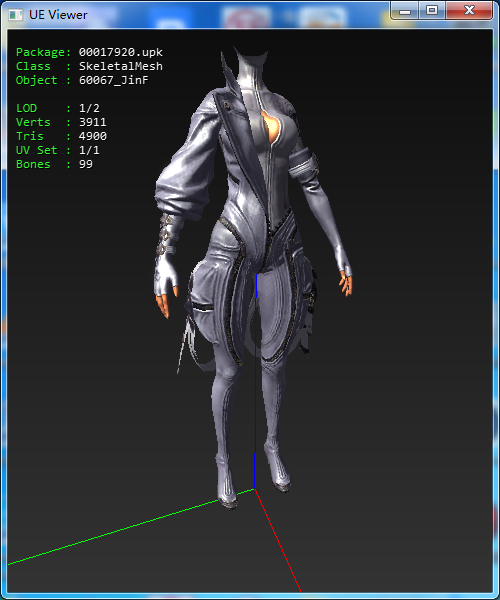 UE Viewer
Package: 00017920.upk
Class  : SkeletalMesh
Object : 60067_JinF
LOD    : 1/2
Verts  : 3911
Tris   : 4900
UV Set : 1/1
Bones  : 99